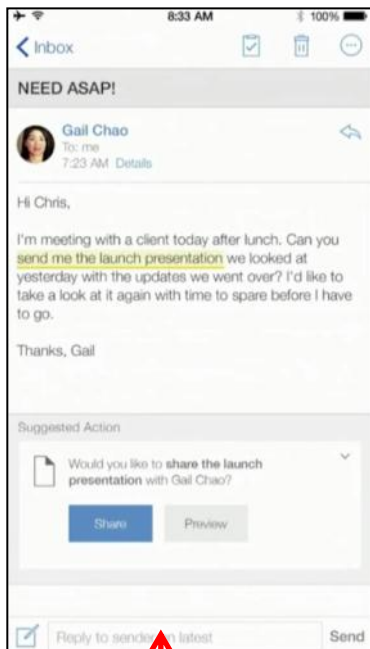 8:33 AM
100%
Inbox
NEED ASAP!
Gail Chao
To: me
7:23 AM Details
Hi Chris,
I'm meeting with a client today after lunch. Can you
send me the launch presentation we looked at
yesterday with the updates we went over? I'd like to
take a look at it again with time to spare before I have
to go.
Thanks, Gail
Suggested Action
Would you like to share the launch
presentation with Gail Chao?
Share Preview
Reply to sender in latest Send